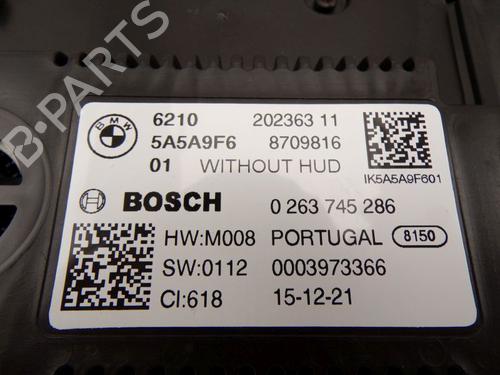 B-PARTS
BMW
6210 202363 11
5A5A9F6 8709816
01 WITHOUT HUD
IK5A5A9F601
BOSCH 0 263 745 286
HW:M008 PORTUGAL 8150
SW:0112 0003973366
CI:618 15-12-21